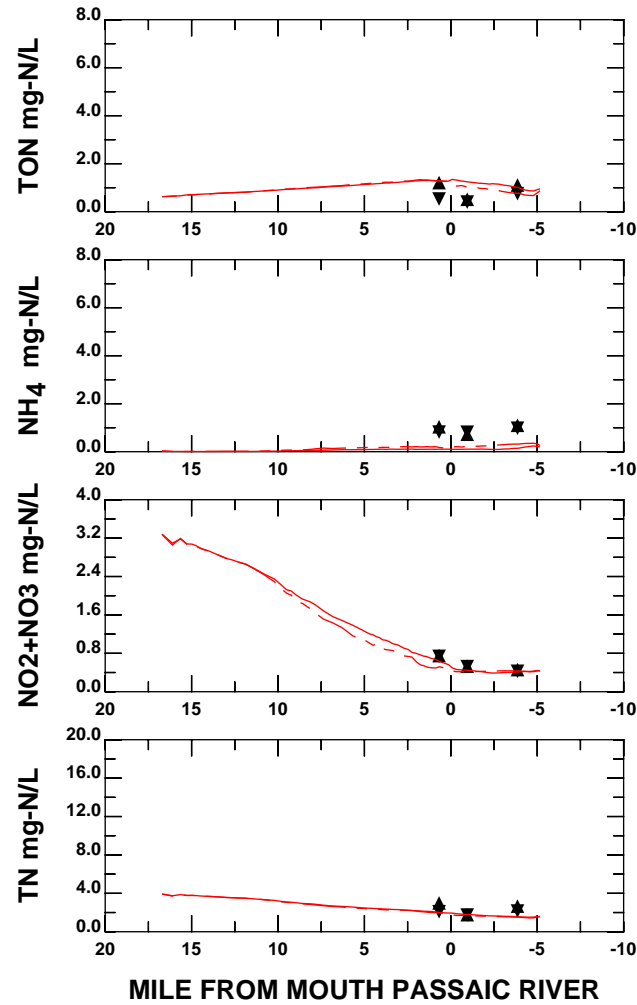 TON mg-N/L
8.0
6.0
4.0
2.0
0.0
20 15 10 5 0 -5 -10
NH4 mg-N/L
8.0
6.0
4.0
2.0
0.0
20 15 10 5 0 -5 -10
NO2+NO3 mg-N/L
4.0
3.2
2.4
1.6
0.8
0.0
20 15 10 5 0 -5 -10
TN mg-N/L
20.0
16.0
12.0
8.0
4.0
0.0
20 15 10 5 0 -5 -10
MILE FROM MOUTH PASSAIC RIVER